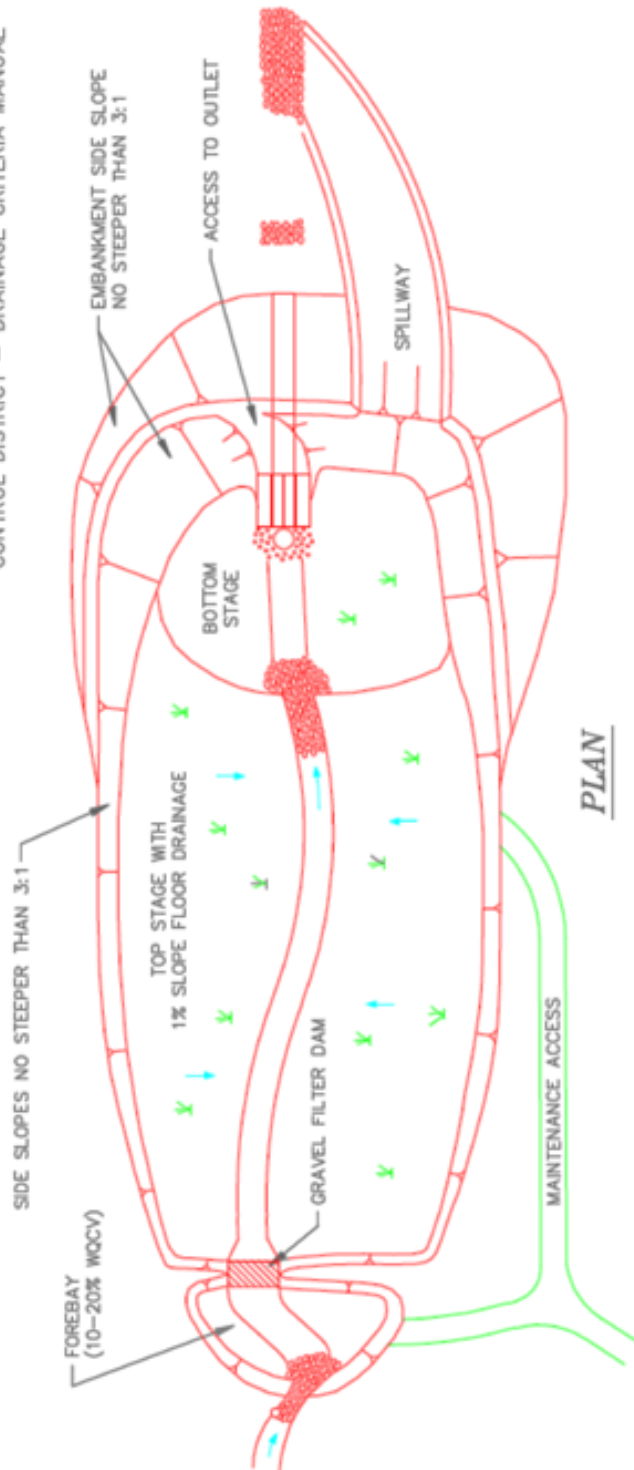 CONTROL DISTRICT - DRAINAGE CRITERIA MANUAL
SIDE SLOPES NO STEEPER THAN 3:1
EMBANKMENT SIDE SLOPE
NO STEEPER THAN 3:1
FOREBAY
(10-20% WQCV)
ACCESS TO OUTLET
TOP STAGE WITH
1% SLOPE FLOOR DRAINAGE
BOTTOM
STAGE
GRAVEL FILTER DAM
SPILLWAY
MAINTENANCE ACCESS
PLAN